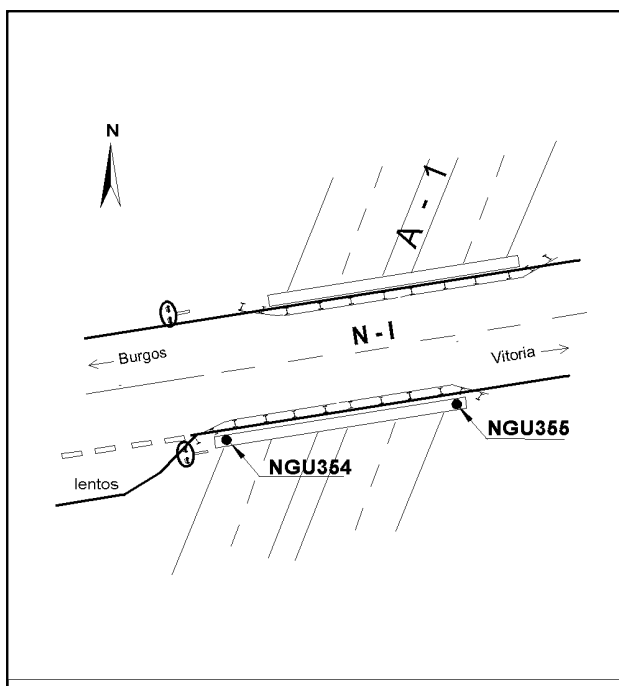 N
A - 1
N - I
Burgos
Vitoria
NGU355
NGU354
lentos